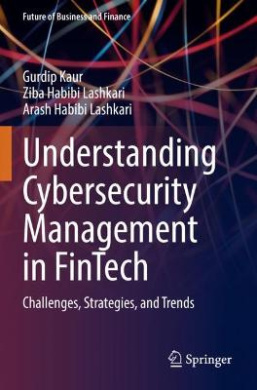 Future of Business and Finance
Gurdip Kaur
Ziba Habibi Lashkari
Arash Habibi Lashkari
Understanding
Cybersecurity
Management
in FinTech
Challenges, Strategies, and Trends
Springer